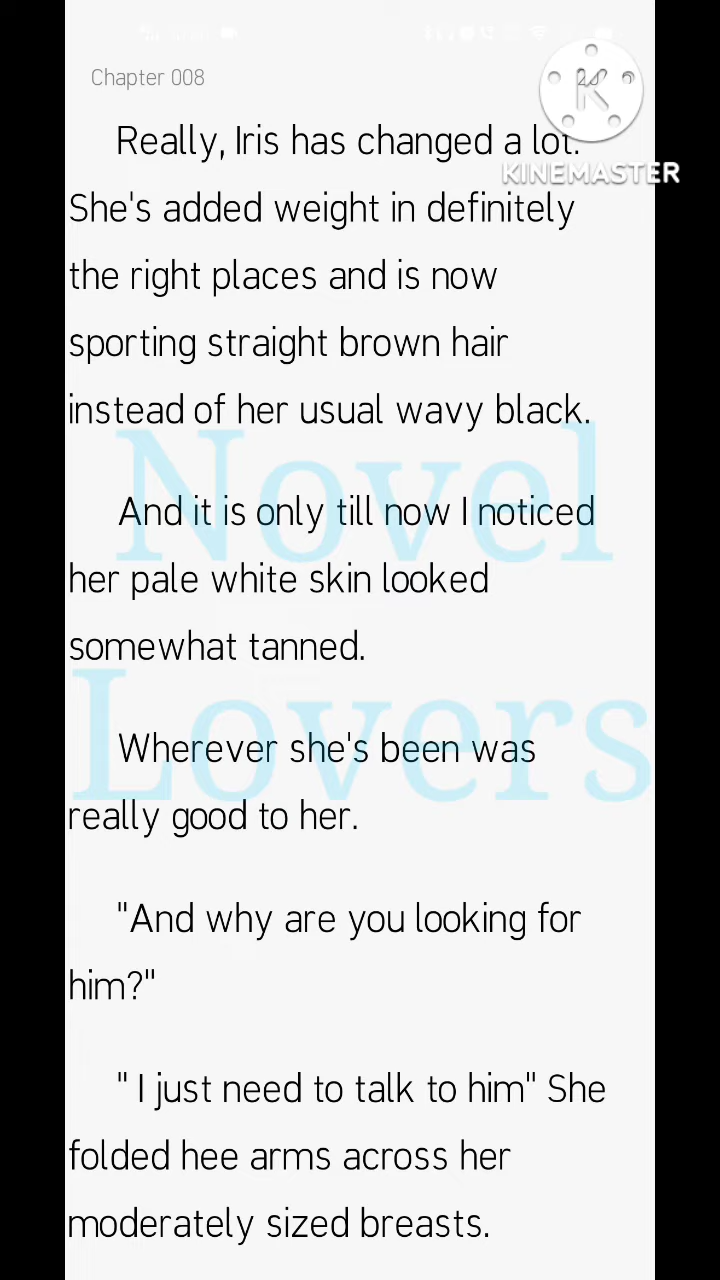 Chapter 008
KINEMASTER
Really, Iris has changed a lot.
She's added weight in definitely
the right places and is now
sporting straight brown hair
instead of her usual wavy black.
And it is only till now I noticed
her pale white skin looked
somewhat tanned.
Wherever she's been was
really good to her.
"And why are you looking for
him?"
" I just need to talk to him" She
folded hee arms across her
moderately sized breasts.
Novel
Lovers